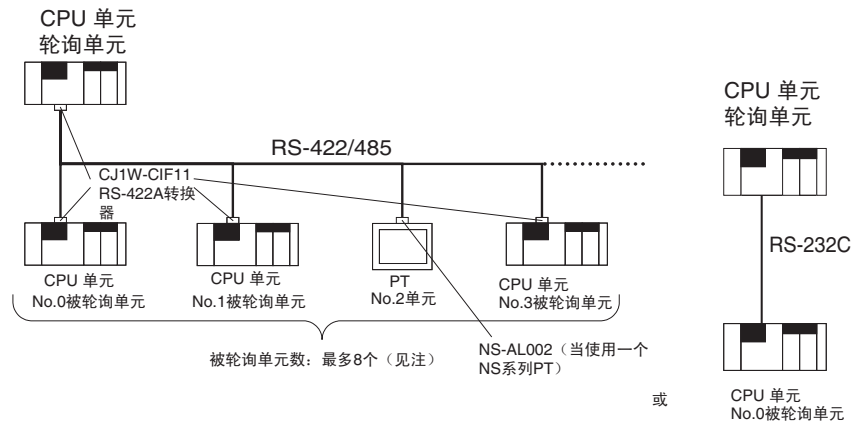 CPU 单元
轮询单元
RS-422/485
CJ1W-CIF11
RS-422A转换
器
CPU 单元
No.0被轮询单元
CPU 单元
No.1被轮询单元
PT
No.2单元
CPU 单元
No.3被轮询单元
被轮询单元数：最多8个（见注）
NS-AL002（当使用一个
NS系列PT）
或
CPU 单元
轮询单元
RS-232C
CPU 单元
No.0被轮询单元